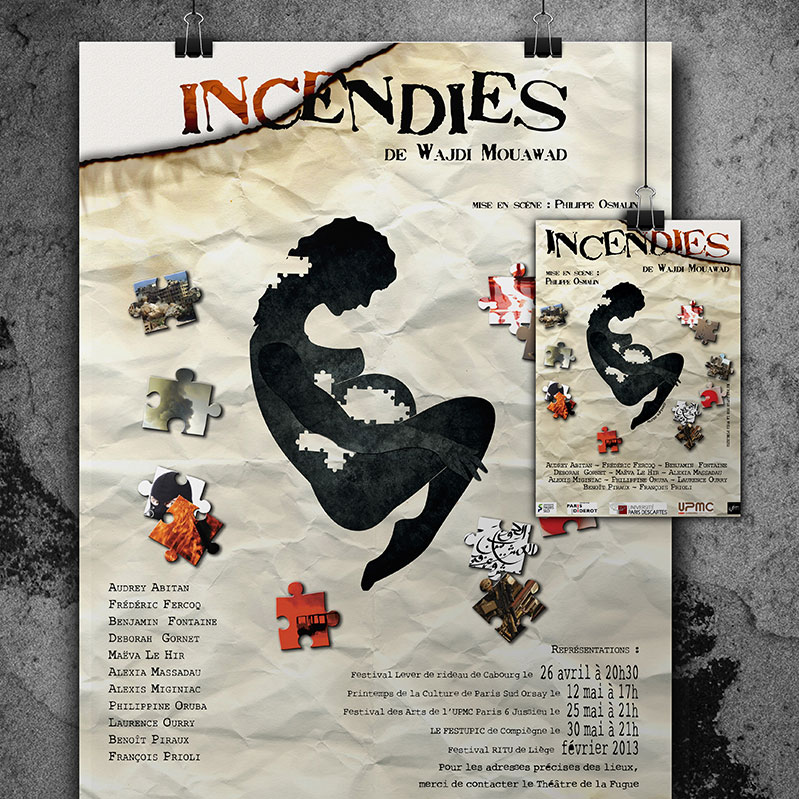 INCENDIES
DE WAJDI MOUAWAD
MISE EN SCÈNE : PHILIPPE OSMALIN
AUDREY ABITAN
FRÉDÉRIC FERCOQ
BENJAMIN FONTAINE
DEBORAH GORNET
MAËVA LE HIR
ALEXIA MASSADAU
ALEXIS MIGINIAC
PHILIPPINE ORUBA
LAURENCE OURRY
BENOÎT PIRAUX
FRANÇOIS PRIOLI
REPRÉSENTATIONS :
Festival Lever de rideau de Cabourg le 26 avril à 20h30
Printemps de la Culture de Paris Sud Orsay le 12 mai à 17h
Festival des Arts de l'UPMC Paris 6 Jussieu le 25 mai à 21h
LE FESTUPIC de Compiègne le 30 mai à 21h
Festival RITU de Liège février 2013
Pour les adresses précises des lieux,
merci de contacter le Théâtre de la Fugue
INCENDIES
DE WAJDI MOUAWAD
MISE EN SCÈNE :
PHILIPPE OSMALIN
AUDREY ABITAN – FRÉDÉRIC FERCOQ – BENJAMIN FONTAINE
DEBORAH GORNET – MAËVA LE HIR – ALEXIA MASSADAU
ALEXIS MIGINIAC – PHILIPPINE ORUBA – LAURENCE OURRY
BENOÎT PIRAUX – FRANÇOIS PRIOLI
PARIS DIDEROT
UNIVERSITÉ PARIS DESCARTES
UPMC